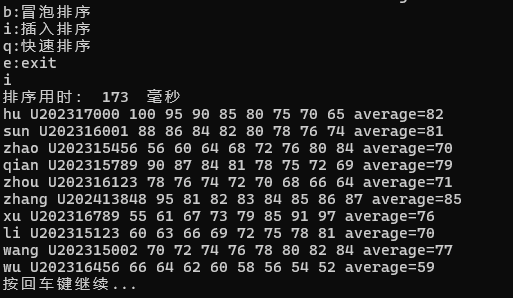 b:冒泡排序
i:插入排序
q:快速排序
e:exit
i
排序用时： 173 毫秒
hu U202317000 100 95 90 85 80 75 70 65 average=82
sun U202316001 88 86 84 82 80 78 76 74 average=81
zhao U202315456 56 60 64 68 72 76 80 84 average=70
qian U202315789 90 87 84 81 78 75 72 69 average=79
zhou U202316123 78 76 74 72 70 68 66 64 average=71
zhang U202413848 95 81 82 83 84 85 86 87 average=85
xu U202316789 55 61 67 73 79 85 91 97 average=76
li U202315123 60 63 66 69 72 75 78 81 average=70
wang U202315002 70 72 74 76 78 80 82 84 average=77
wu U202316456 66 64 62 60 58 56 54 52 average=59
按回车键继续...